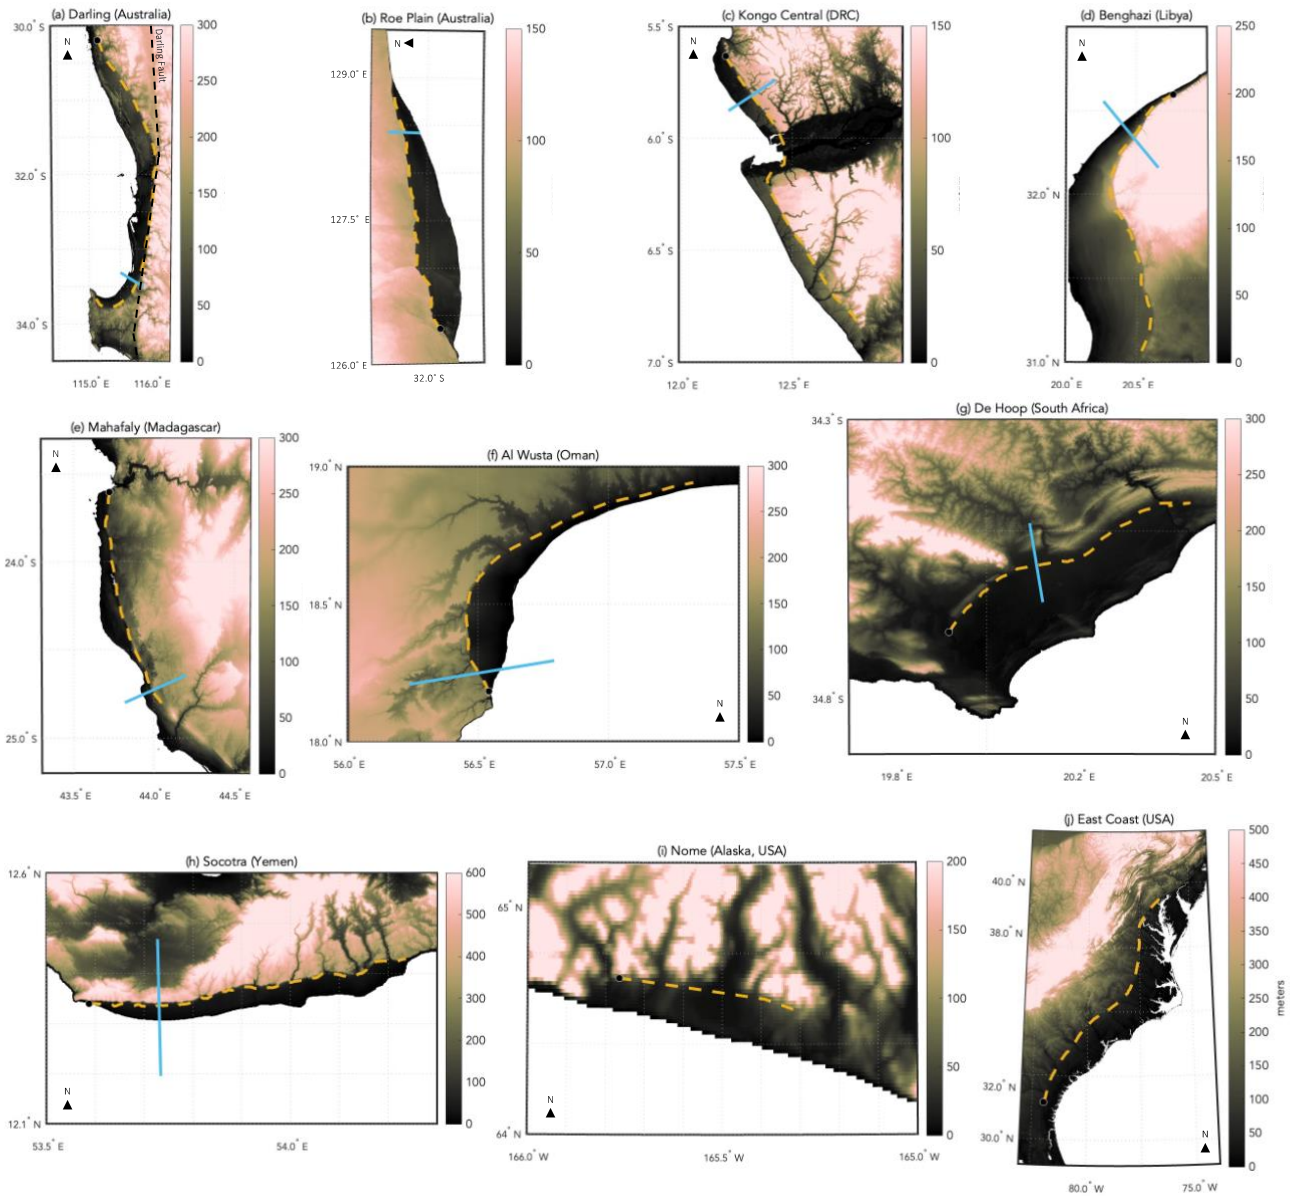 (a) Darling (Australia)
30.0° S
32.0° S
34.0° S
115.0° E
116.0° E
N
Darling Fault
300
250
200
150
100
50
0
(b) Roe Plain (Australia)
N
129.0° E
127.5° E
126.0° E
32.0° S
150
100
50
0
(c) Kongo Central (DRC)
5.5° S
N
6.0° S
6.5° S
7.0° S
12.0° E
12.5° E
150
100
50
0
(d) Benghazi (Libya)
N
32.0° N
31.0° N
20.0° E
20.5° E
250
200
150
100
50
0
(e) Mahafaly (Madagascar)
N
24.0° S
25.0° S
43.5° E
44.0° E
44.5° E
300
250
200
150
100
50
0
(f) Al Wusta (Oman)
19.0° N
18.5° N
18.0° N
56.0° E
56.5° E
57.0° E
57.5° E
N
300
250
200
150
100
50
0
(g) De Hoop (South Africa)
34.3° S
34.8° S
19.8° E
20.2° E
20.5° E
N
300
250
200
150
100
50
0
(h) Socotra (Yemen)
12.6° N
12.1° N
53.5° E
54.0° E
N
600
500
400
300
200
100
0
(i) Nome (Alaska, USA)
65° N
64° N
166.0° W
165.5° W
165.0° W
N
200
150
100
50
0
(j) East Coast (USA)
40.0° N
38.0° N
32.0° N
30.0° N
80.0° W
75.0° W
N
500
450
400
350
300
250
200
150
100
50
0
meters